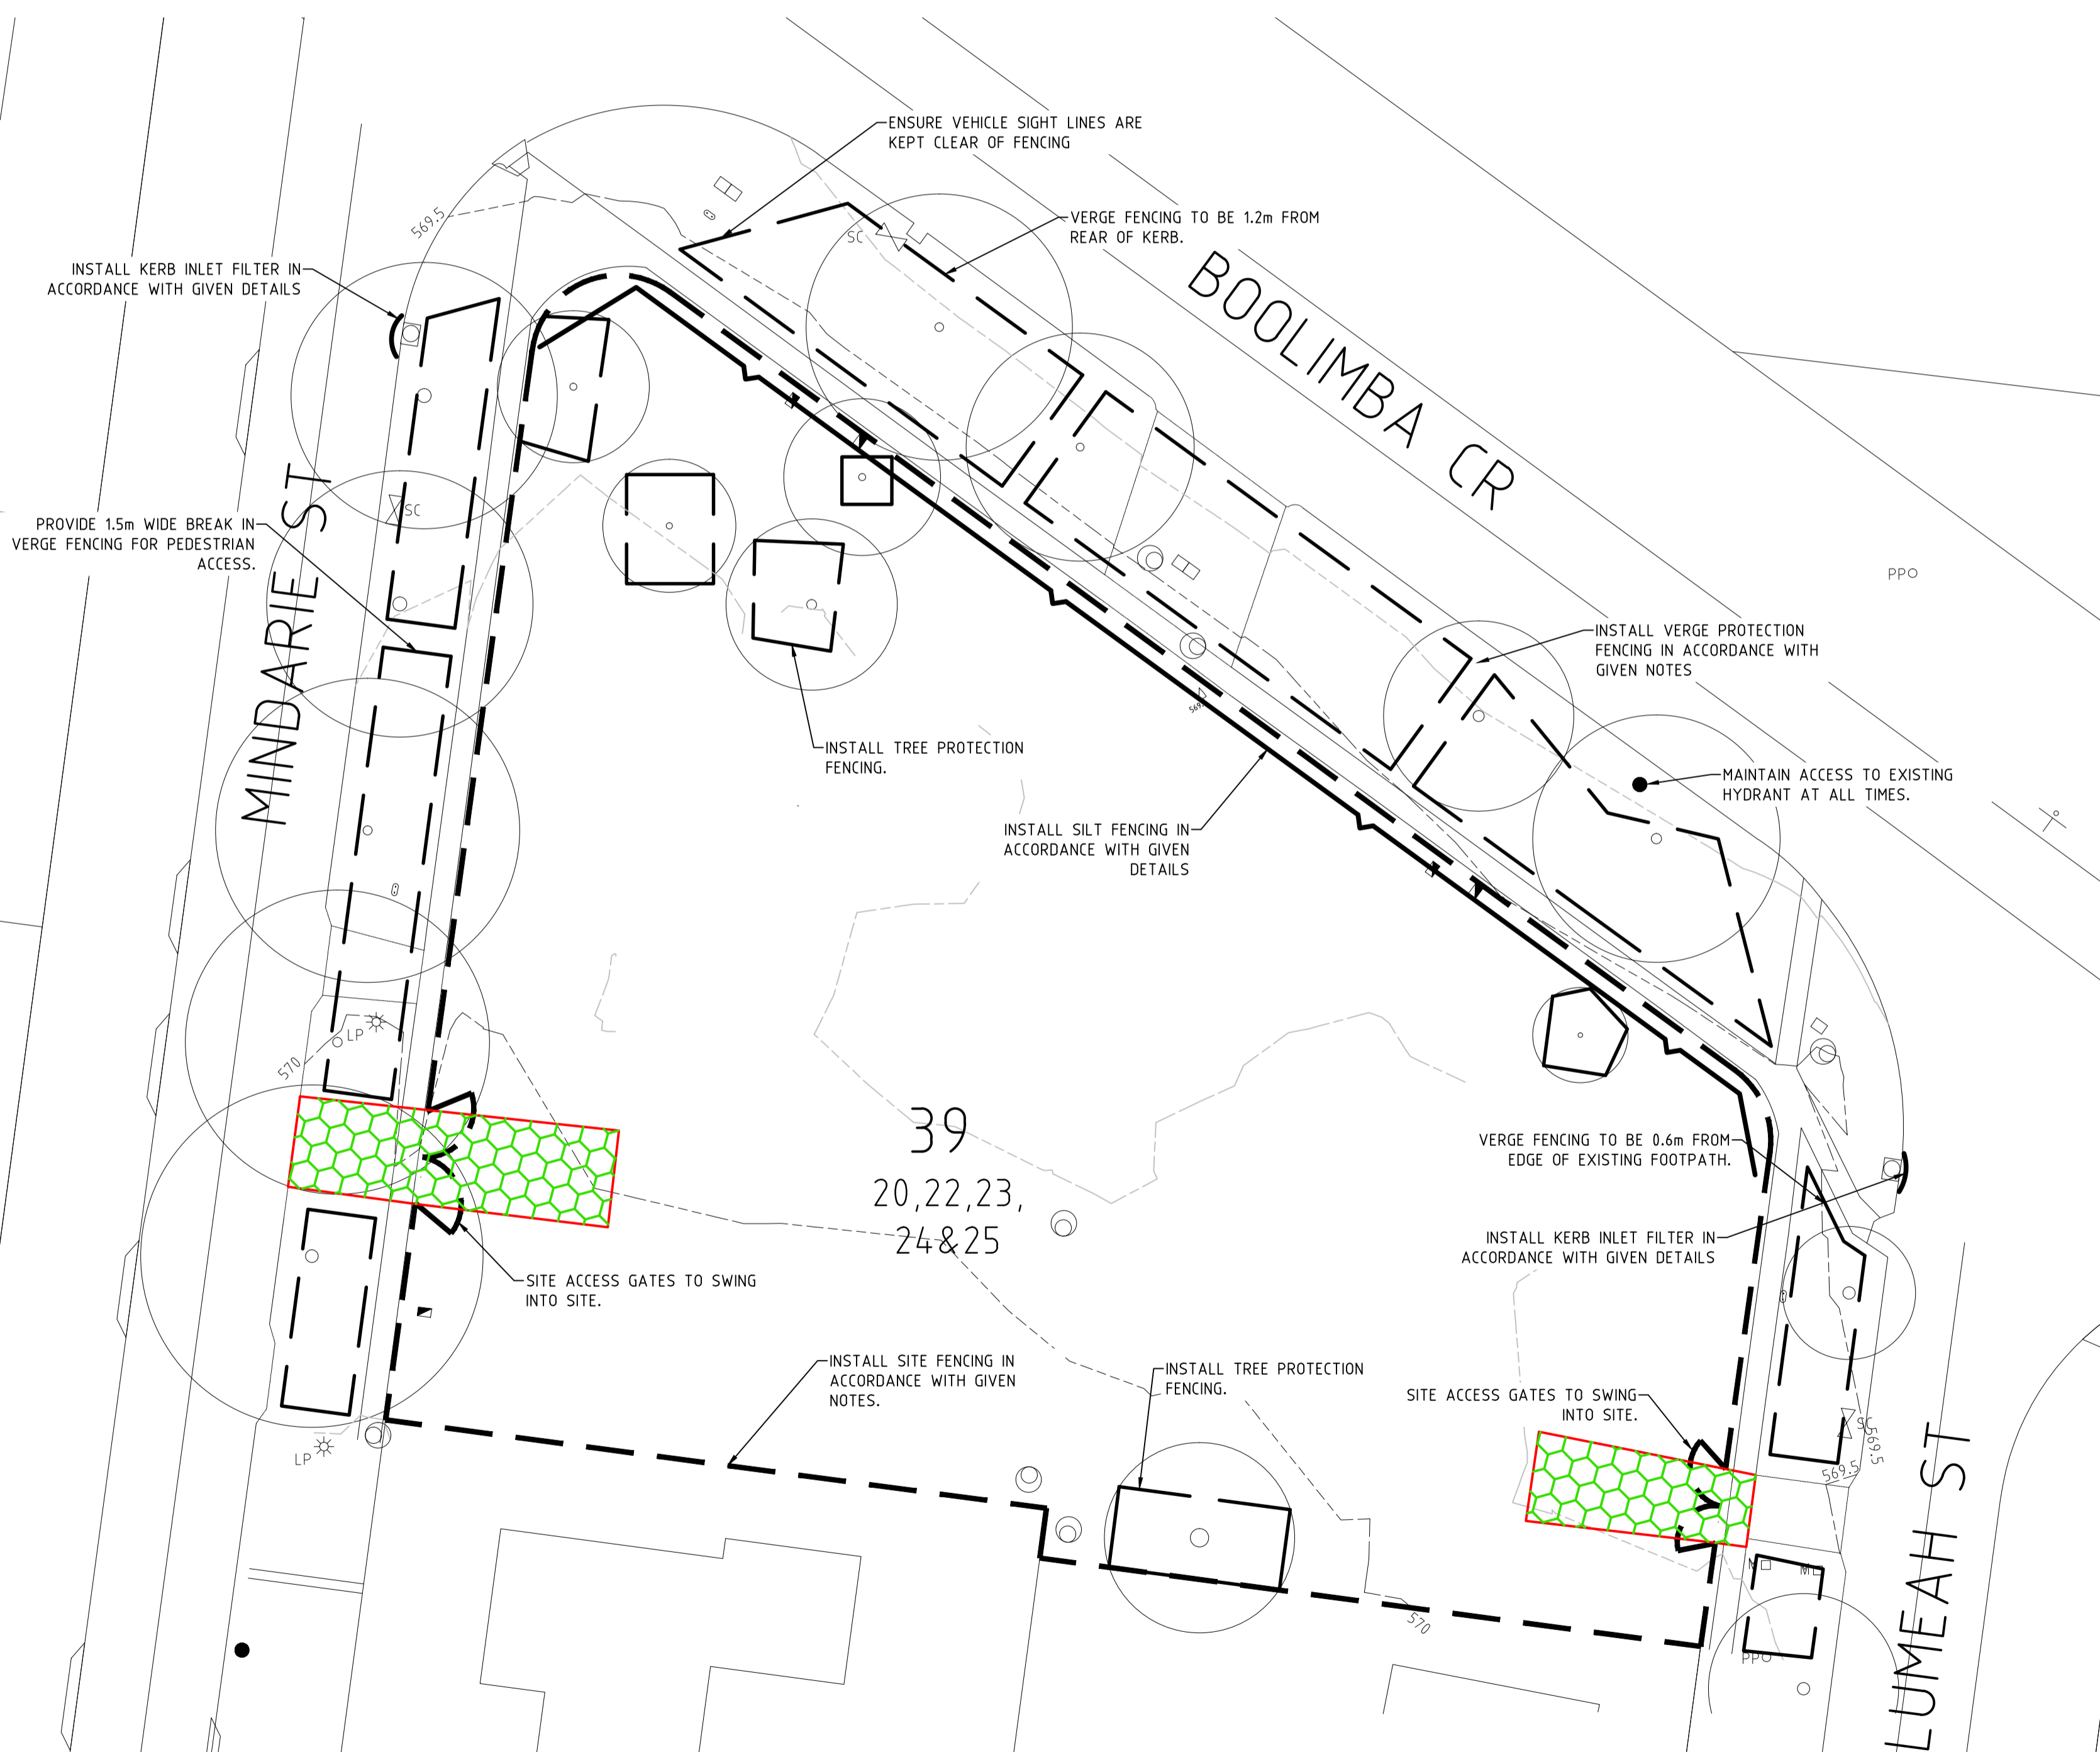 ENSURE VEHICLE SIGHT LINES ARE
KEPT CLEAR OF FENCING
VERGE FENCING TO BE 1.2m FROM
REAR OF KERB.
569.5
SC
INSTALL KERB INLET FILTER IN
ACCORDANCE WITH GIVEN DETAILS
BOOLIMBA CR
MINDARIE ST
SC
PROVIDE 1.5m WIDE BREAK IN
VERGE FENCING FOR PEDESTRIAN
ACCESS.
PP
INSTALL VERGE PROTECTION
FENCING IN ACCORDANCE WITH
GIVEN NOTES
INSTALL TREE PROTECTION
FENCING.
MAINTAIN ACCESS TO EXISTING
HYDRANT AT ALL TIMES.
INSTALL SILT FENCING IN
ACCORDANCE WITH GIVEN
DETAILS
LP
570
39
20,22,23,
24&25
VERGE FENCING TO BE 0.6m FROM
EDGE OF EXISTING FOOTPATH.
INSTALL KERB INLET FILTER IN
ACCORDANCE WITH GIVEN DETAILS
SITE ACCESS GATES TO SWING
INTO SITE.
INSTALL SITE FENCING IN
ACCORDANCE WITH GIVEN
NOTES.
INSTALL TREE PROTECTION
FENCING.
SITE ACCESS GATES TO SWING
INTO SITE.
SC
569.5
569.5
LP
M
570
PP
LUMEAH ST